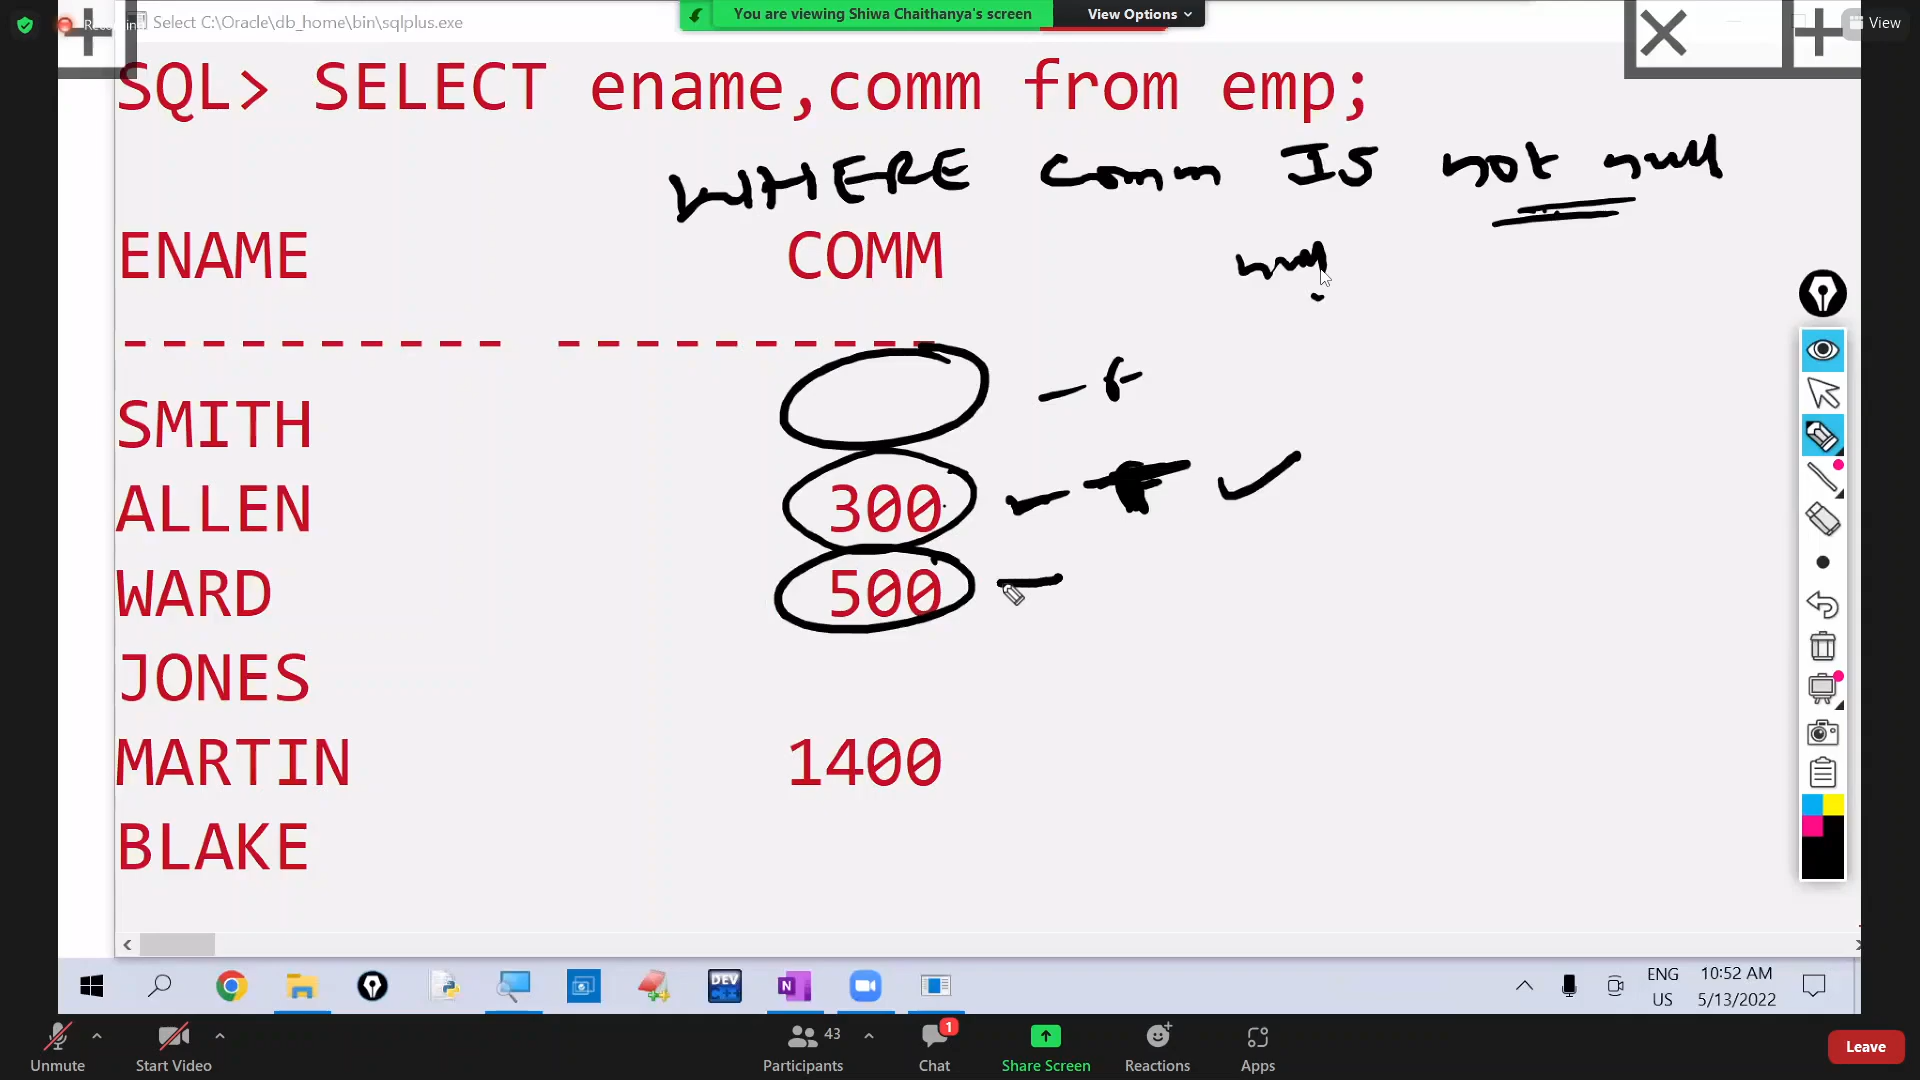 Select C:\Oracle\db_home\bin\sqlplus.exe
You are viewing Shiwa Chaithanya's screen
View Options
View
SQL> SELECT ename,comm from emp;
WHERE comm IS not null
ENAME COMM
null
---------- ----------
SMITH - F
ALLEN 300
WARD 500 -
JONES
MARTIN 1400
BLAKE
DEV
N
ENG
US
10:52 AM
5/13/2022
Unmute
Start Video
Participants 43
Chat 1
Share Screen
Reactions
Apps
Leave